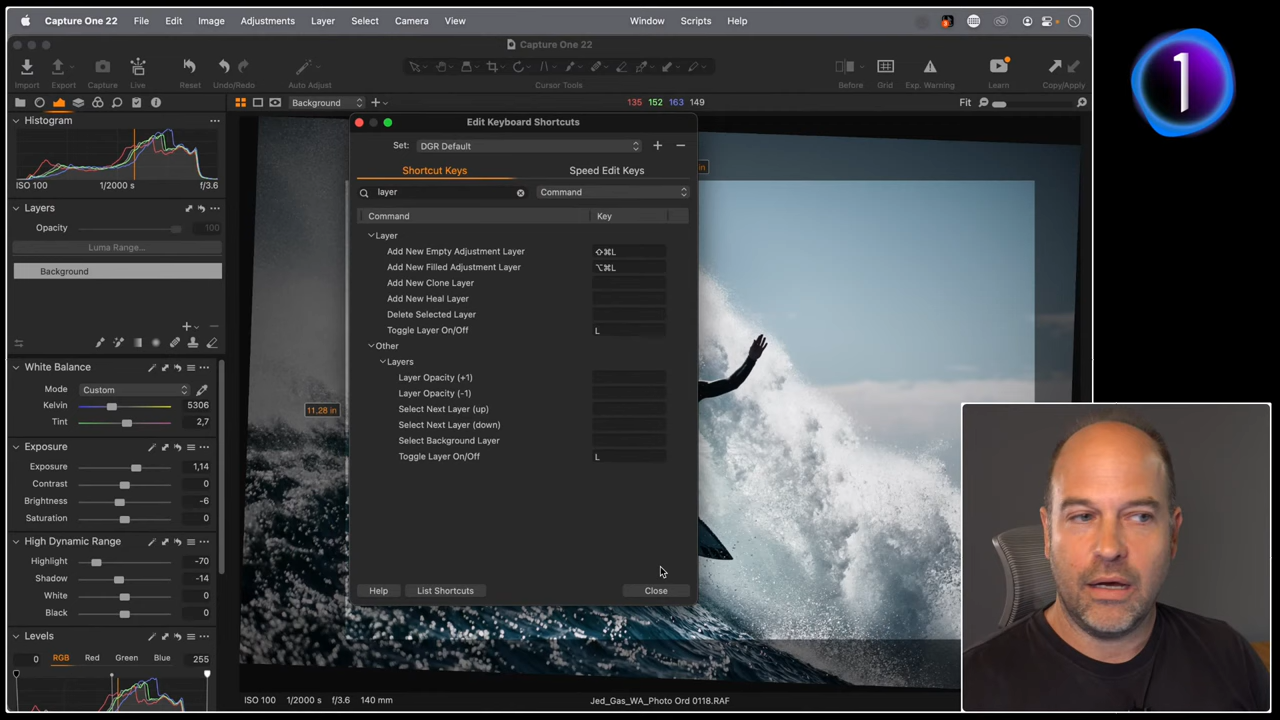 Capture One 22 File Edit Image Adjustments Layer Select Camera View Window Scripts Help
Capture One 22
Import Export Capture Live Reset Undo/Redo Auto Adjust Cursor Tools Before Grid Exp. Warning Learn Copy/Apply
Background 135 152 163 149 Fit
Histogram
ISO 100 1/2000 s f/3.6
Layers
Opacity 100
Luma Range...
Background
White Balance
Mode Custom
Kelvin 5306
Tint 2,7
Exposure
Exposure 1,14
Contrast 0
Brightness -6
Saturation 0
High Dynamic Range
Highlight -70
Shadow -14
White 0
Black 0
Levels
0 RGB Red Green Blue 255
Edit Keyboard Shortcuts
Set: DGR Default
Shortcut Keys Speed Edit Keys
layer Command
Command Key
Layer
Add New Empty Adjustment Layer ⇧⌘L
Add New Filled Adjustment Layer ⌥⌘L
Add New Clone Layer
Add New Heal Layer
Delete Selected Layer
Toggle Layer On/Off L
Other
Layers
Layer Opacity (+1)
Layer Opacity (-1)
Select Next Layer (up)
Select Next Layer (down)
Select Background Layer
Toggle Layer On/Off L
Help List Shortcuts Close
in
11.28 in
ISO 100 1/2000 s f/3.6 140 mm Jed_Gas_WA_Photo Ord 0118.RAF
1